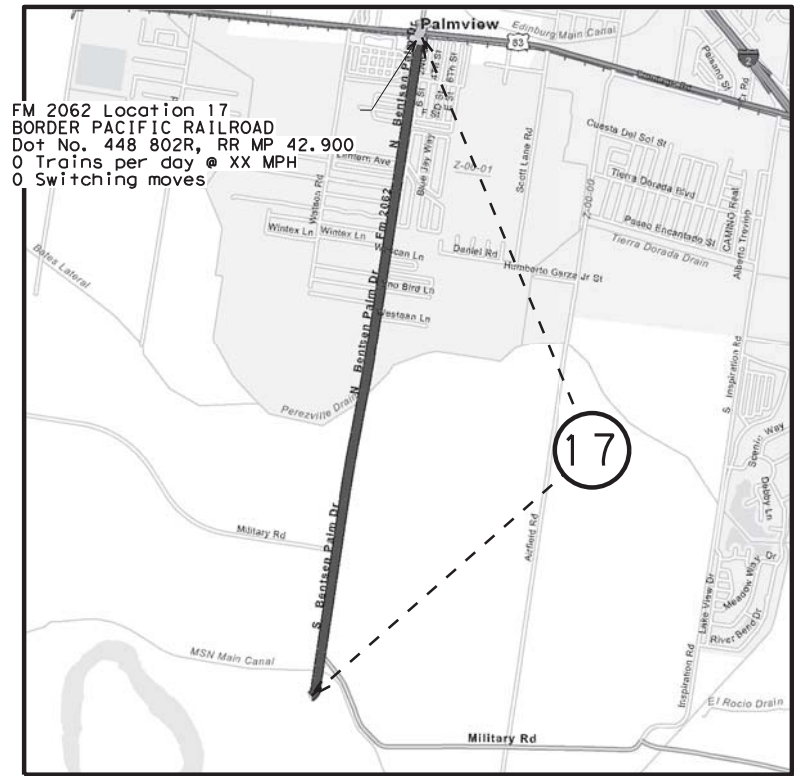 Palmview
Edinburg Main Canal
83
2
FM 2062 Location 17
BORDER PACIFIC RAILROAD
Dot No. 448 802R, RR MP 42.900
0 Trains per day @ XX MPH
0 Switching moves
N Bentsen Palm Dr
6th St
F St
Blue Jay Way
Z-00-01
Scott Lane Rd
Cuesta Del Sol St
Tierra Dorada Blvd
Z-00-00
Paseo Encantado St
Tierra Dorada Drain
CAMINO Real
Alberto Trevino
Watson Rd
Wintex Ln
Wintex Ln
Fm 2062
Daniel Rd
Humberto Garza Jr St
Bates Lateral
N Bentsen Palm Dr
Perezville Drain
S Inspiration Rd
Scenic Way
Debby Ln
17
Military Rd
S Bentsen Palm Dr
Airfield Rd
Meadow Way Dr
Lake View Dr
River Bend Dr
MSN Main Canal
Inspiration Rd
El Rocio Drain
Military Rd